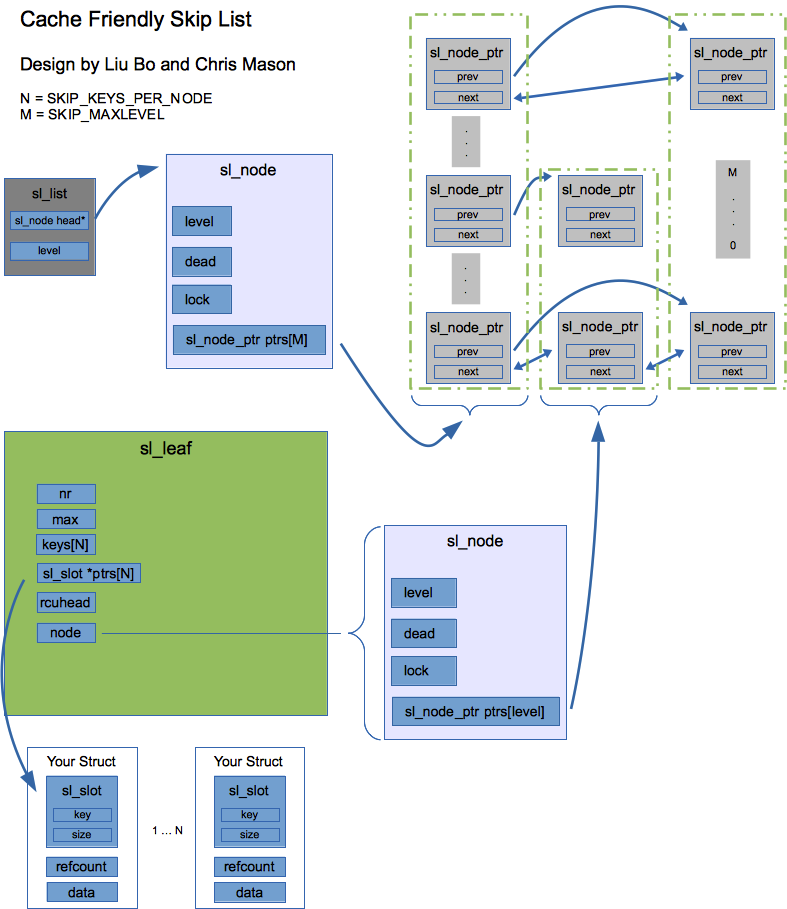 Cache Friendly Skip List
Design by Liu Bo and Chris Mason
N = SKIP_KEYS_PER_NODE
M = SKIP_MAXLEVEL
sl_list
sl_node head*
level
sl_node
level
dead
lock
sl_node_ptr ptrs[M]
sl_node_ptr
prev
next
.
.
.
sl_node_ptr
prev
next
.
.
.
sl_node_ptr
prev
next
sl_node_ptr
prev
next
sl_node_ptr
prev
next
sl_node_ptr
prev
next
M
.
.
.
0
sl_node_ptr
prev
next
sl_leaf
nr
max
keys[N]
sl_slot *ptrs[N]
rcuhead
node
sl_node
level
dead
lock
sl_node_ptr ptrs[level]
Your Struct
sl_slot
key
size
refcount
data
1 ... N
Your Struct
sl_slot
key
size
refcount
data